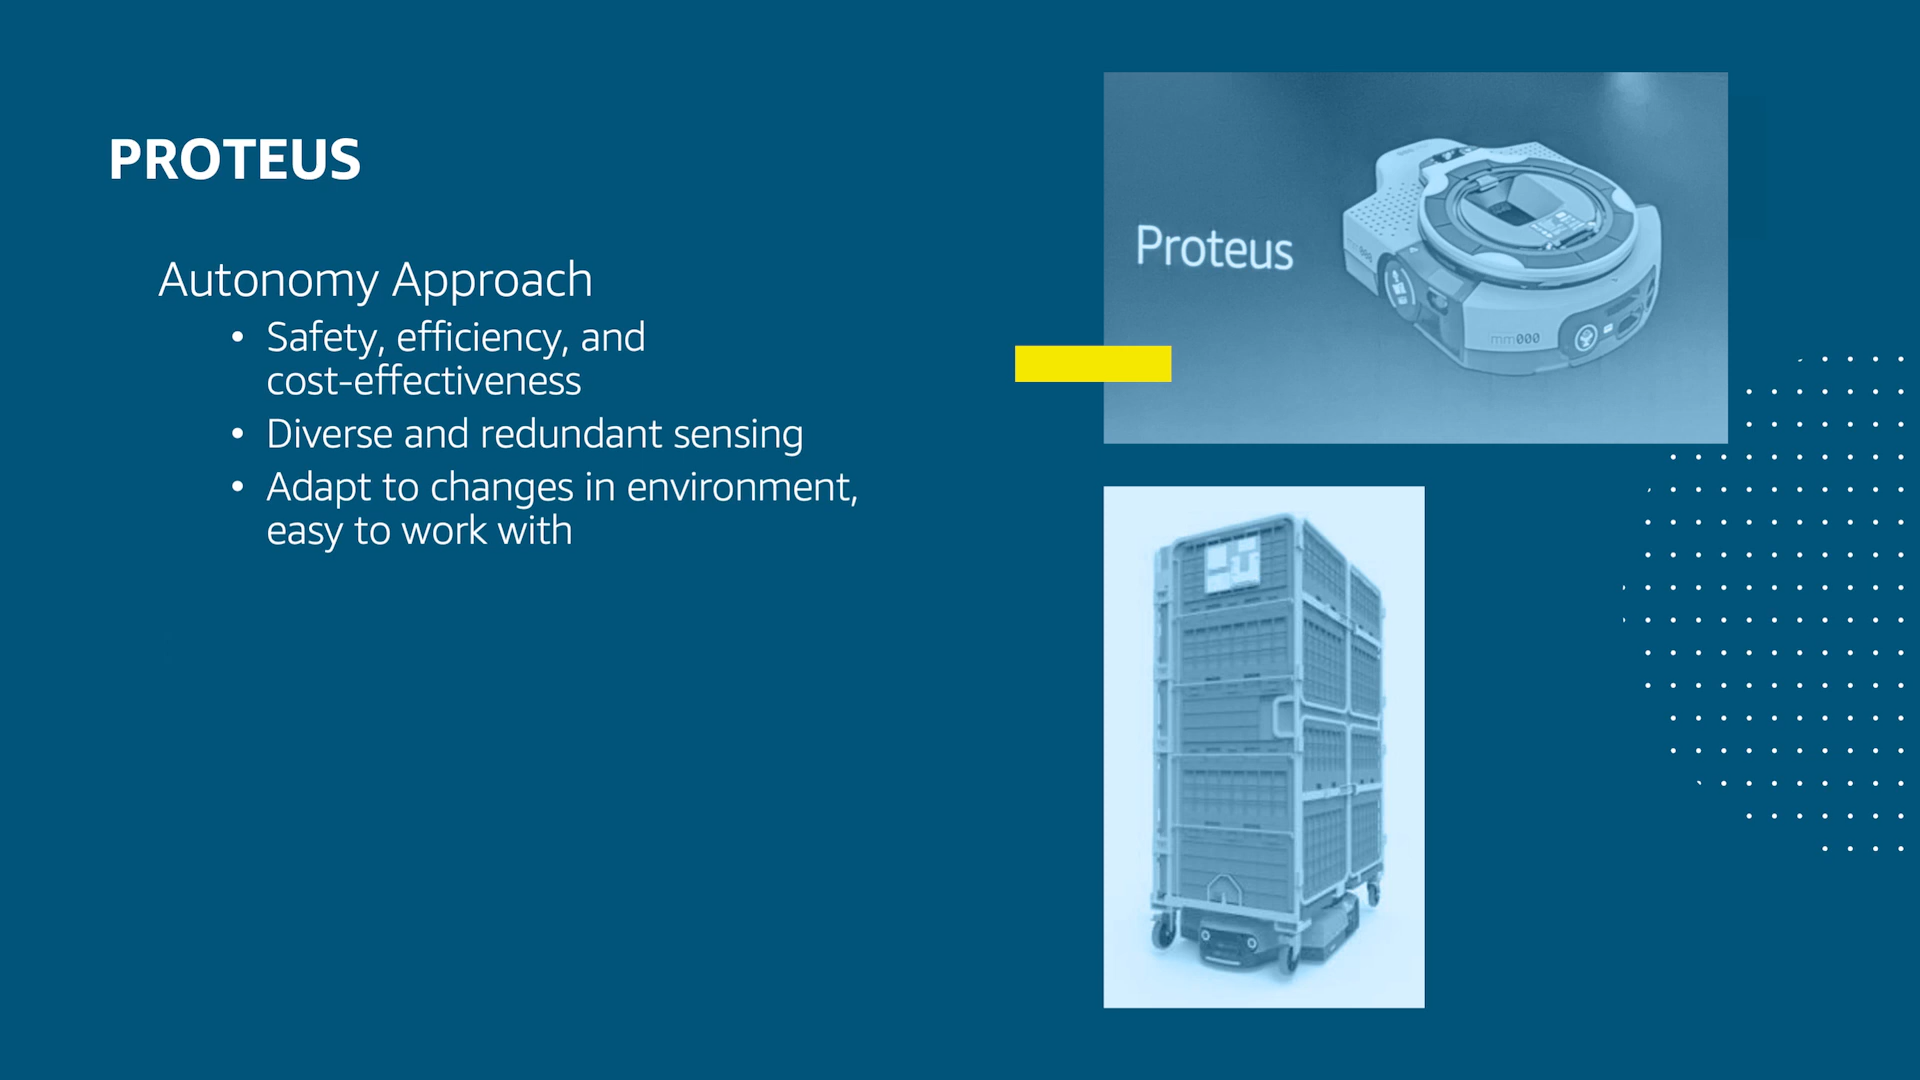 PROTEUS
Autonomy Approach
• Safety, efficiency, and
cost-effectiveness
• Diverse and redundant sensing
• Adapt to changes in environment,
easy to work with
Proteus
mm000